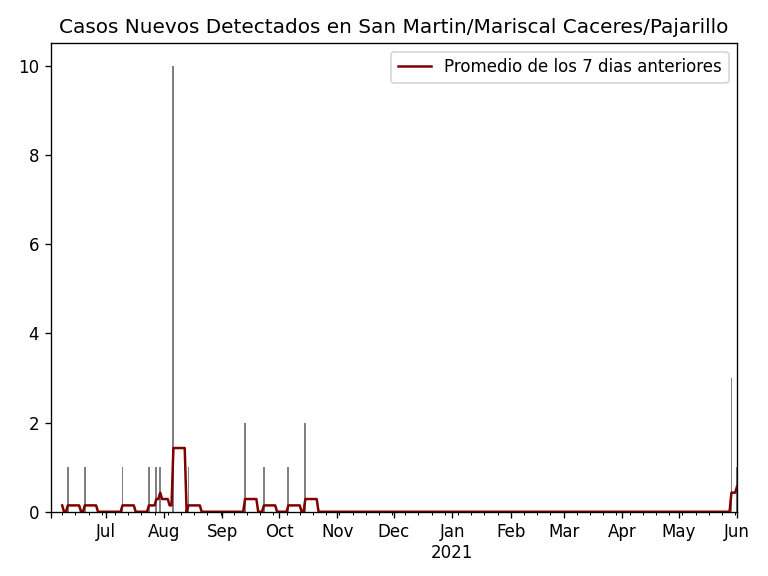 Casos Nuevos Detectados en San Martin/Mariscal Caceres/Pajarillo
Promedio de los 7 dias anteriores
10
8
6
4
2
0
Jul Aug Sep Oct Nov Dec Jan Feb Mar Apr May Jun
2021